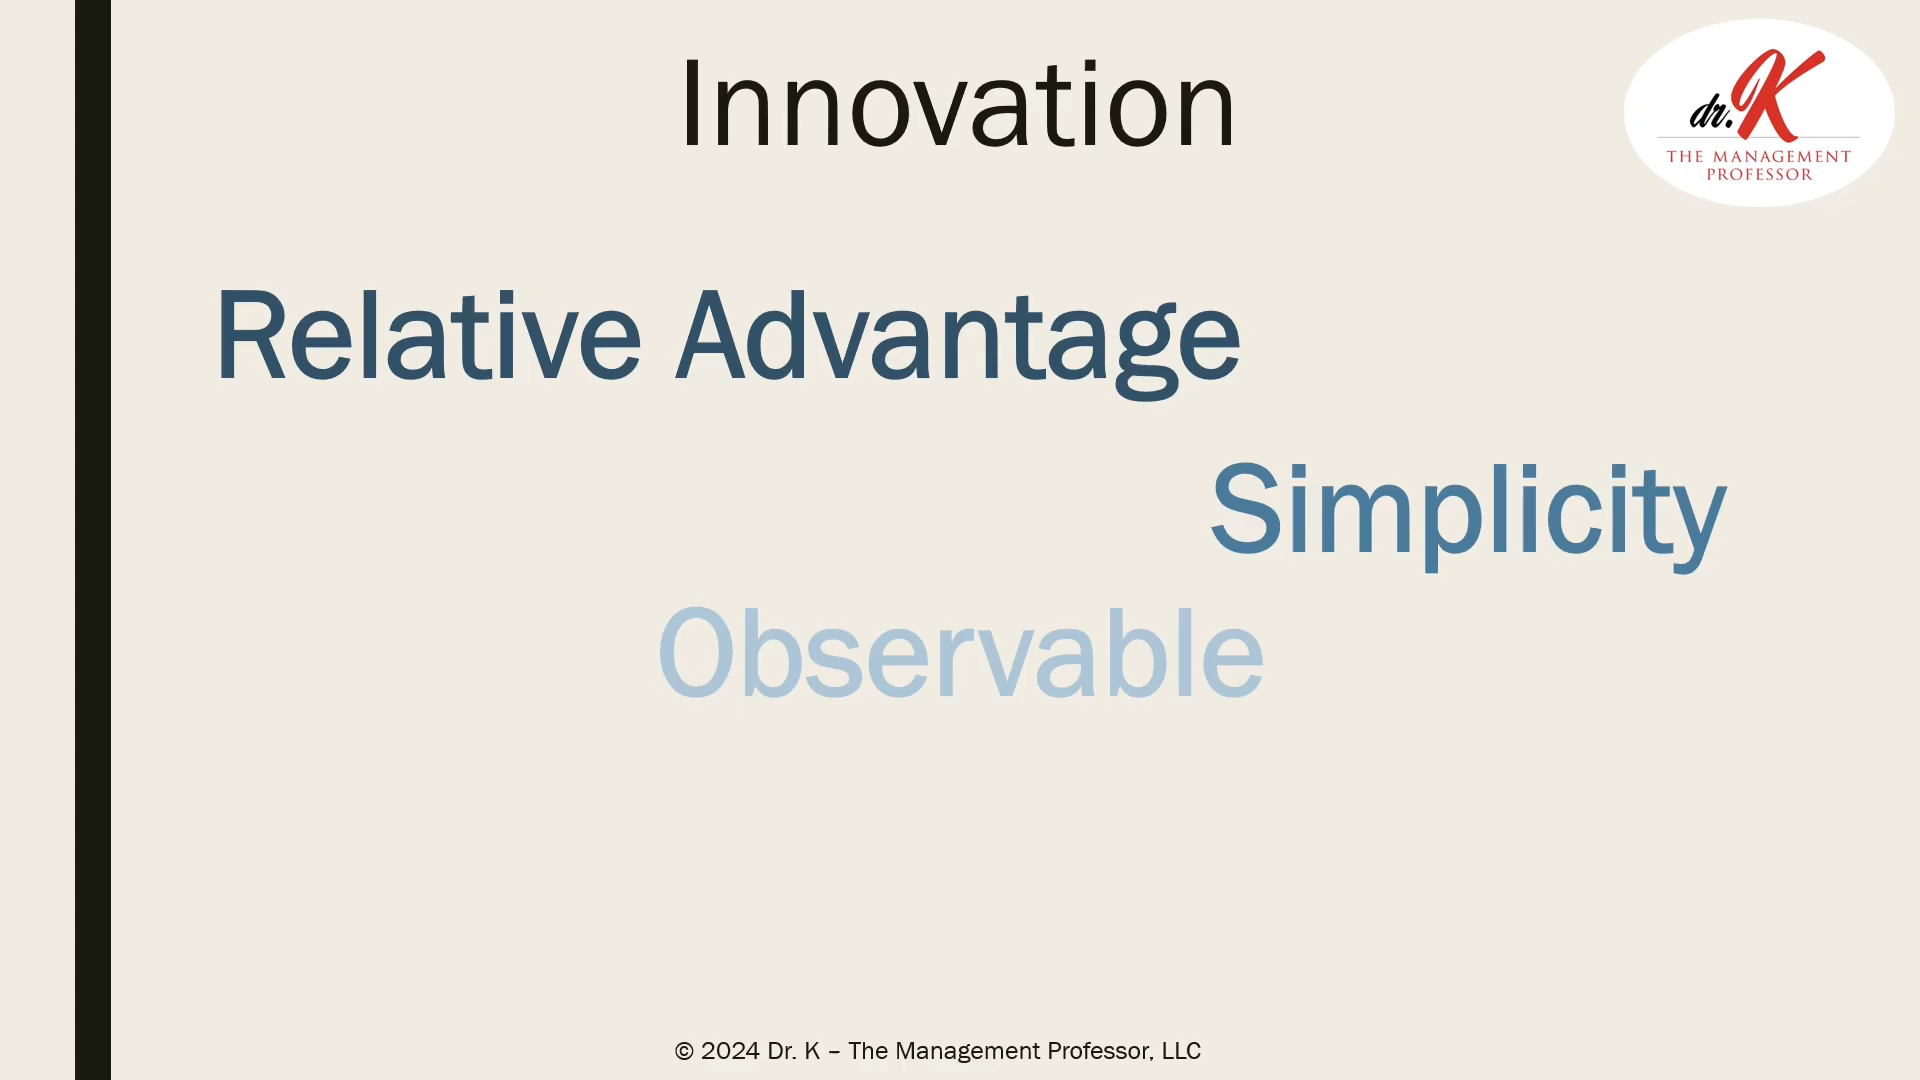 Innovation
dr. K
THE MANAGEMENT
PROFESSOR
Relative Advantage
Simplicity
Observable
© 2024 Dr. K – The Management Professor, LLC